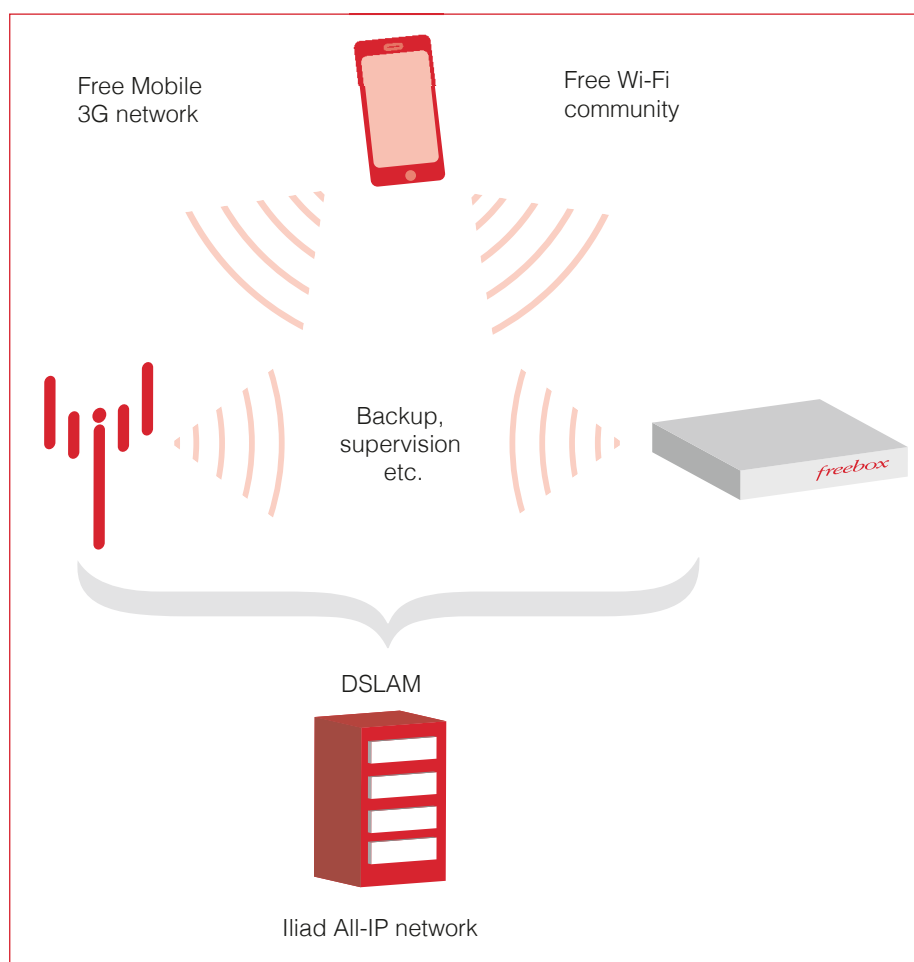 Free Mobile
3G network
Free Wi-Fi
community
Backup,
supervision
etc.
freebox
DSLAM
Iliad All-IP network